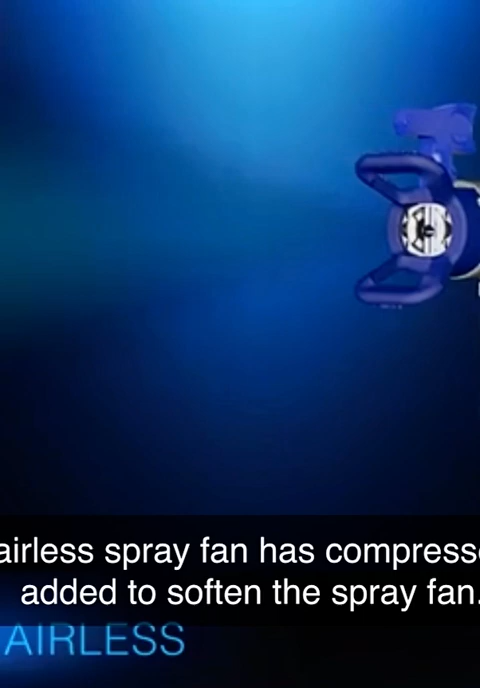 airless spray fan has compress
added to soften the spray fan.
AIRLESS